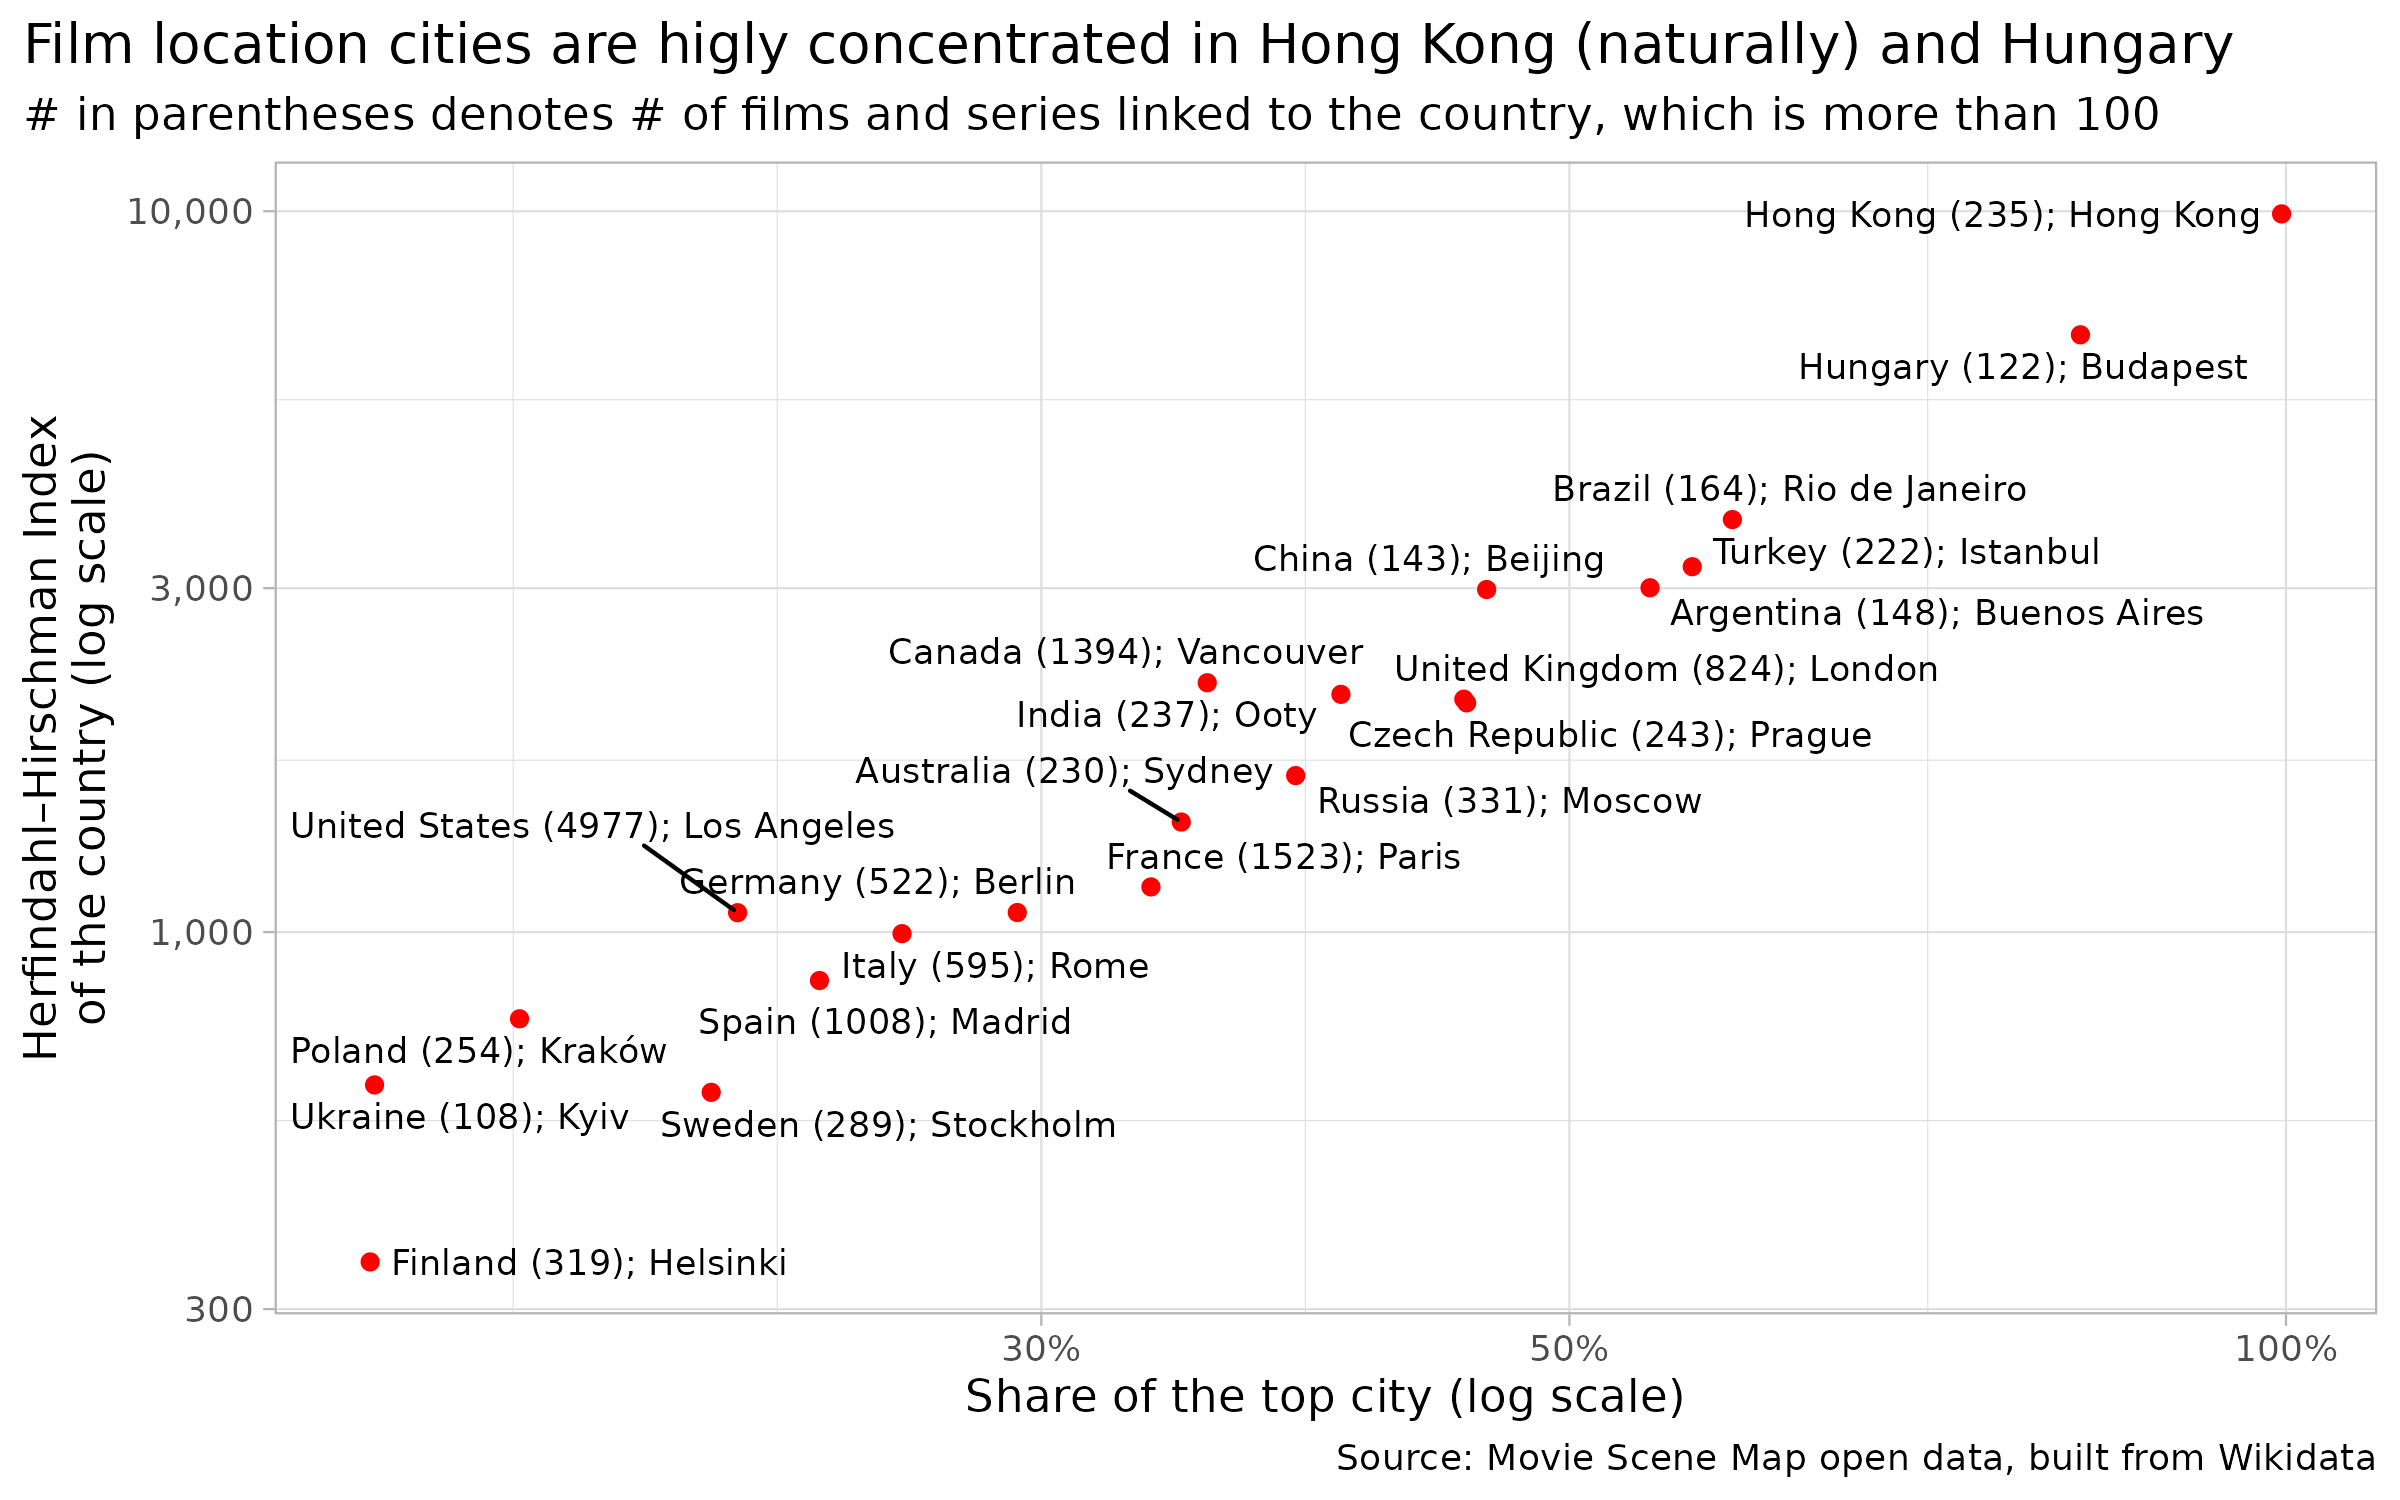 Film location cities are higly concentrated in Hong Kong (naturally) and Hungary
# in parentheses denotes # of films and series linked to the country, which is more than 100
Herfindahl–Hirschman Index
of the country (log scale)
10,000
3,000
1,000
300
Hong Kong (235); Hong Kong
Hungary (122); Budapest
Brazil (164); Rio de Janeiro
Turkey (222); Istanbul
China (143); Beijing
Argentina (148); Buenos Aires
Canada (1394); Vancouver
United Kingdom (824); London
India (237); Ooty
Czech Republic (243); Prague
Australia (230); Sydney
Russia (331); Moscow
United States (4977); Los Angeles
France (1523); Paris
Germany (522); Berlin
Italy (595); Rome
Spain (1008); Madrid
Poland (254); Kraków
Ukraine (108); Kyiv
Sweden (289); Stockholm
Finland (319); Helsinki
30%
50%
100%
Share of the top city (log scale)
Source: Movie Scene Map open data, built from Wikidata